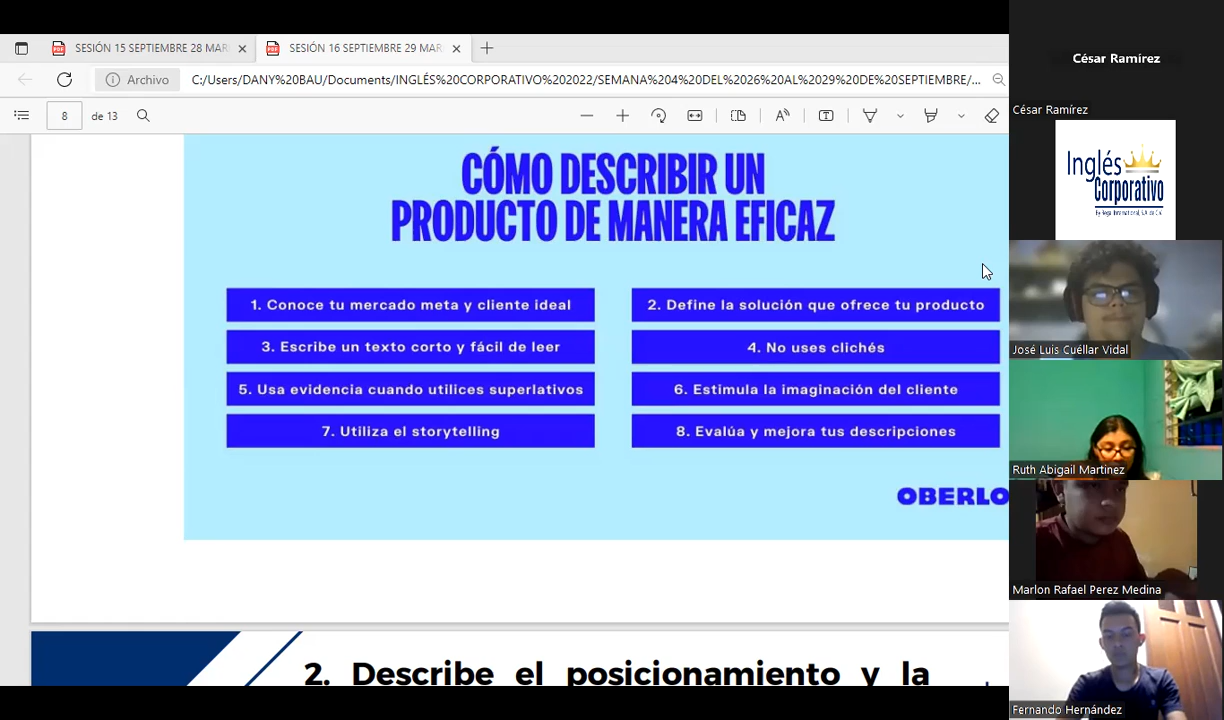 SESIÓN 15 SEPTIEMBRE 28 MAR
SESIÓN 16 SEPTIEMBRE 29 MAR
Archivo
C:/Users/DANY%20BAU/Documents/INGLÉS%20CORPORATIVO%202022/SEMANA%204%20DEL%2026%20AL%2029%20DE%20SEPTIEMBRE/...
8
de 13
CÓMO DESCRIBIR UN
PRODUCTO DE MANERA EFICAZ
1. Conoce tu mercado meta y cliente ideal
2. Define la solución que ofrece tu producto
3. Escribe un texto corto y fácil de leer
4. No uses clichés
5. Usa evidencia cuando utilices superlativos
6. Estimula la imaginación del cliente
7. Utiliza el storytelling
8. Evalúa y mejora tus descripciones
OBERLO
2. Describe el posicionamiento y la
César Ramírez
César Ramírez
Inglés
Corporativo
By Regal International, S.A. de C.V.
José Luis Cuéllar Vidal
Ruth Abigail Martinez
Marlon Rafael Perez Medina
Fernando Hernández